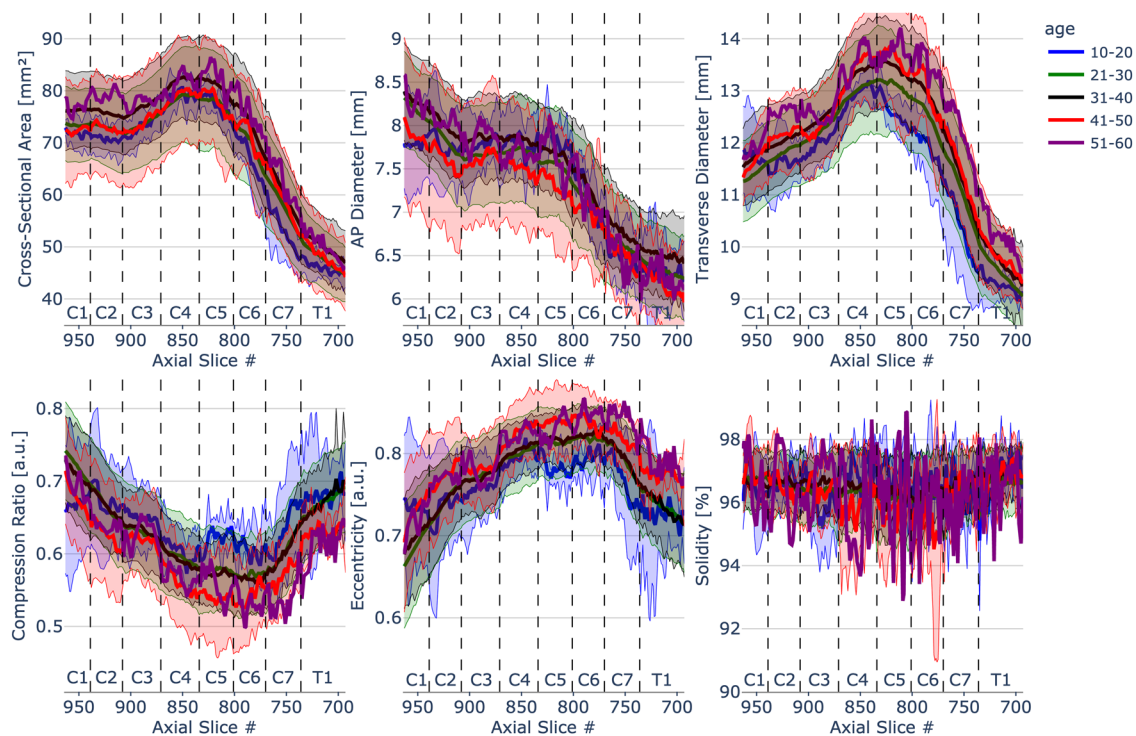 Cross-Sectional Area [mm²]
90
80
70
60
50
40
C1 C2 C3 C4 C5 C6 C7 T1
950 900 850 800 750 700
Axial Slice #
AP Diameter [mm]
9
8.5
8
7.5
7
6.5
6
C1 C2 C3 C4 C5 C6 C7 T1
950 900 850 800 750 700
Axial Slice #
Transverse Diameter [mm]
14
13
12
11
10
9
C1 C2 C3 C4 C5 C6 C7 T1
950 900 850 800 750 700
Axial Slice #
age
10-20
21-30
31-40
41-50
51-60
Compression Ratio [a.u.]
0.8
0.7
0.6
0.5
C1 C2 C3 C4 C5 C6 C7 T1
950 900 850 800 750 700
Axial Slice #
Eccentricity [a.u.]
0.8
0.7
0.6
C1 C2 C3 C4 C5 C6 C7 T1
950 900 850 800 750 700
Axial Slice #
Solidity [%]
98
96
94
92
90
C1 C2 C3 C4 C5 C6 C7 T1
950 900 850 800 750 700
Axial Slice #